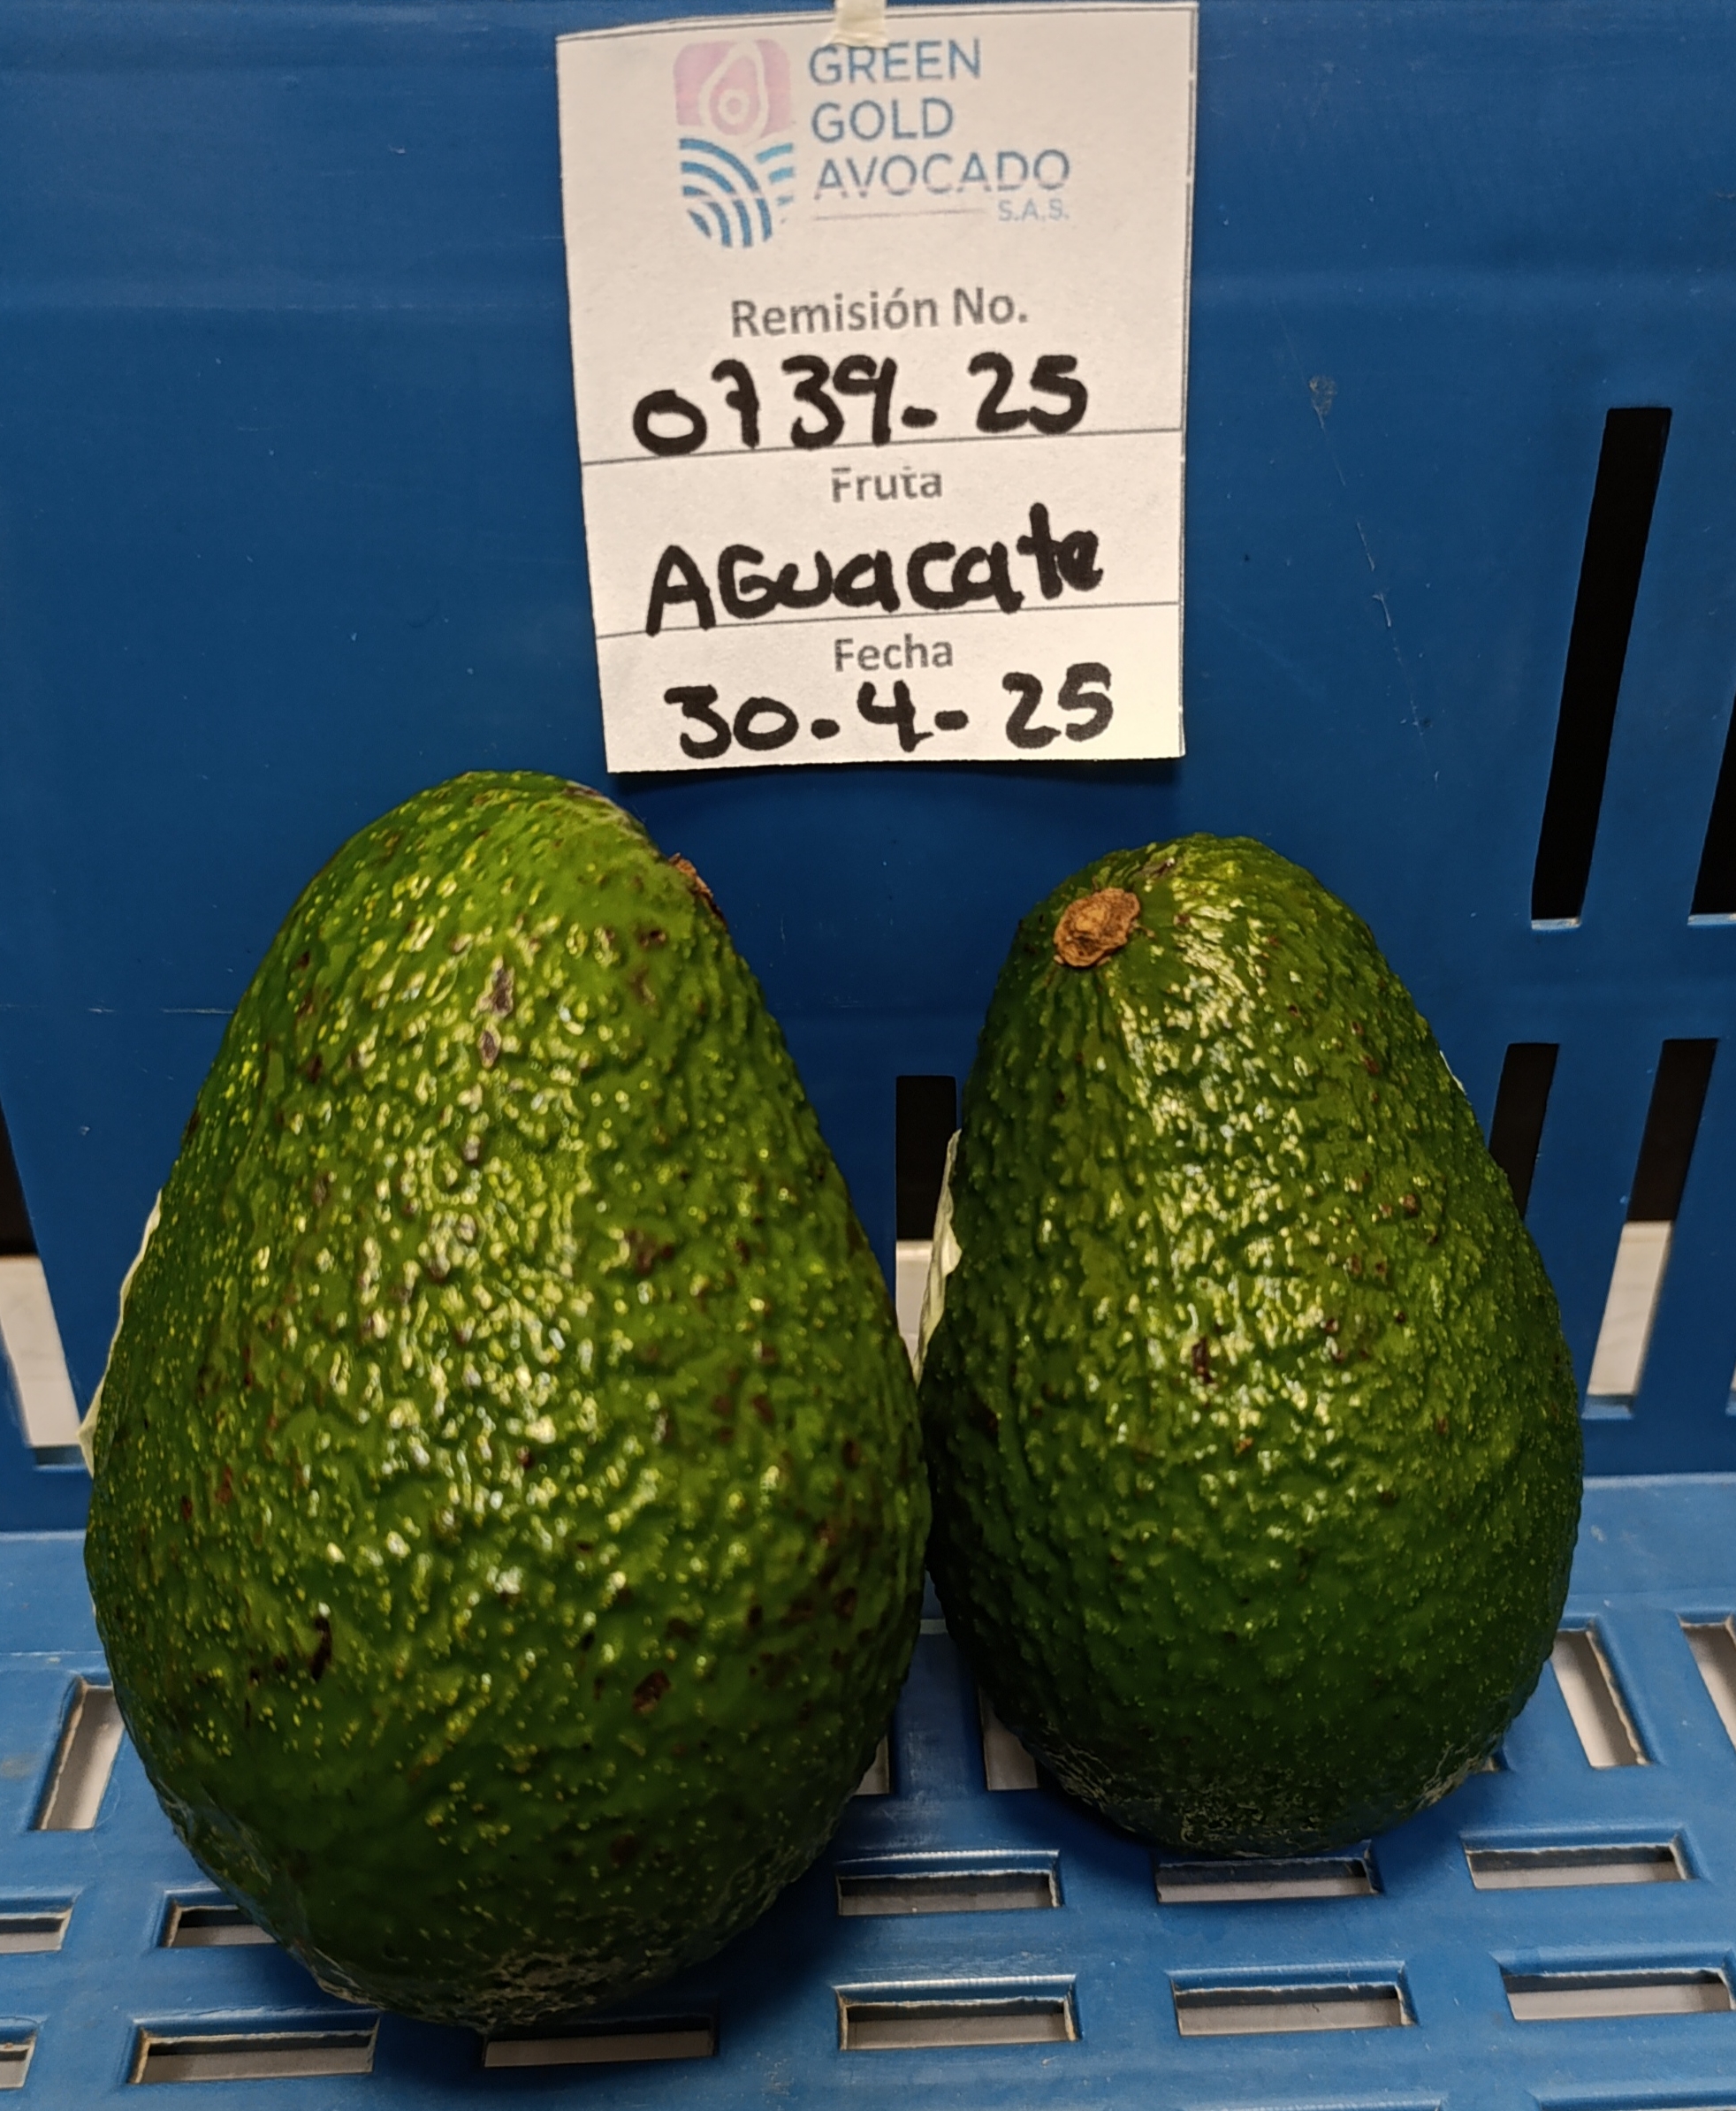 GREEN
GOLD
AVOCADO
S.A.S.
Remisión No.
0739-25
Fruta
AGuacate
Fecha
30-4-25